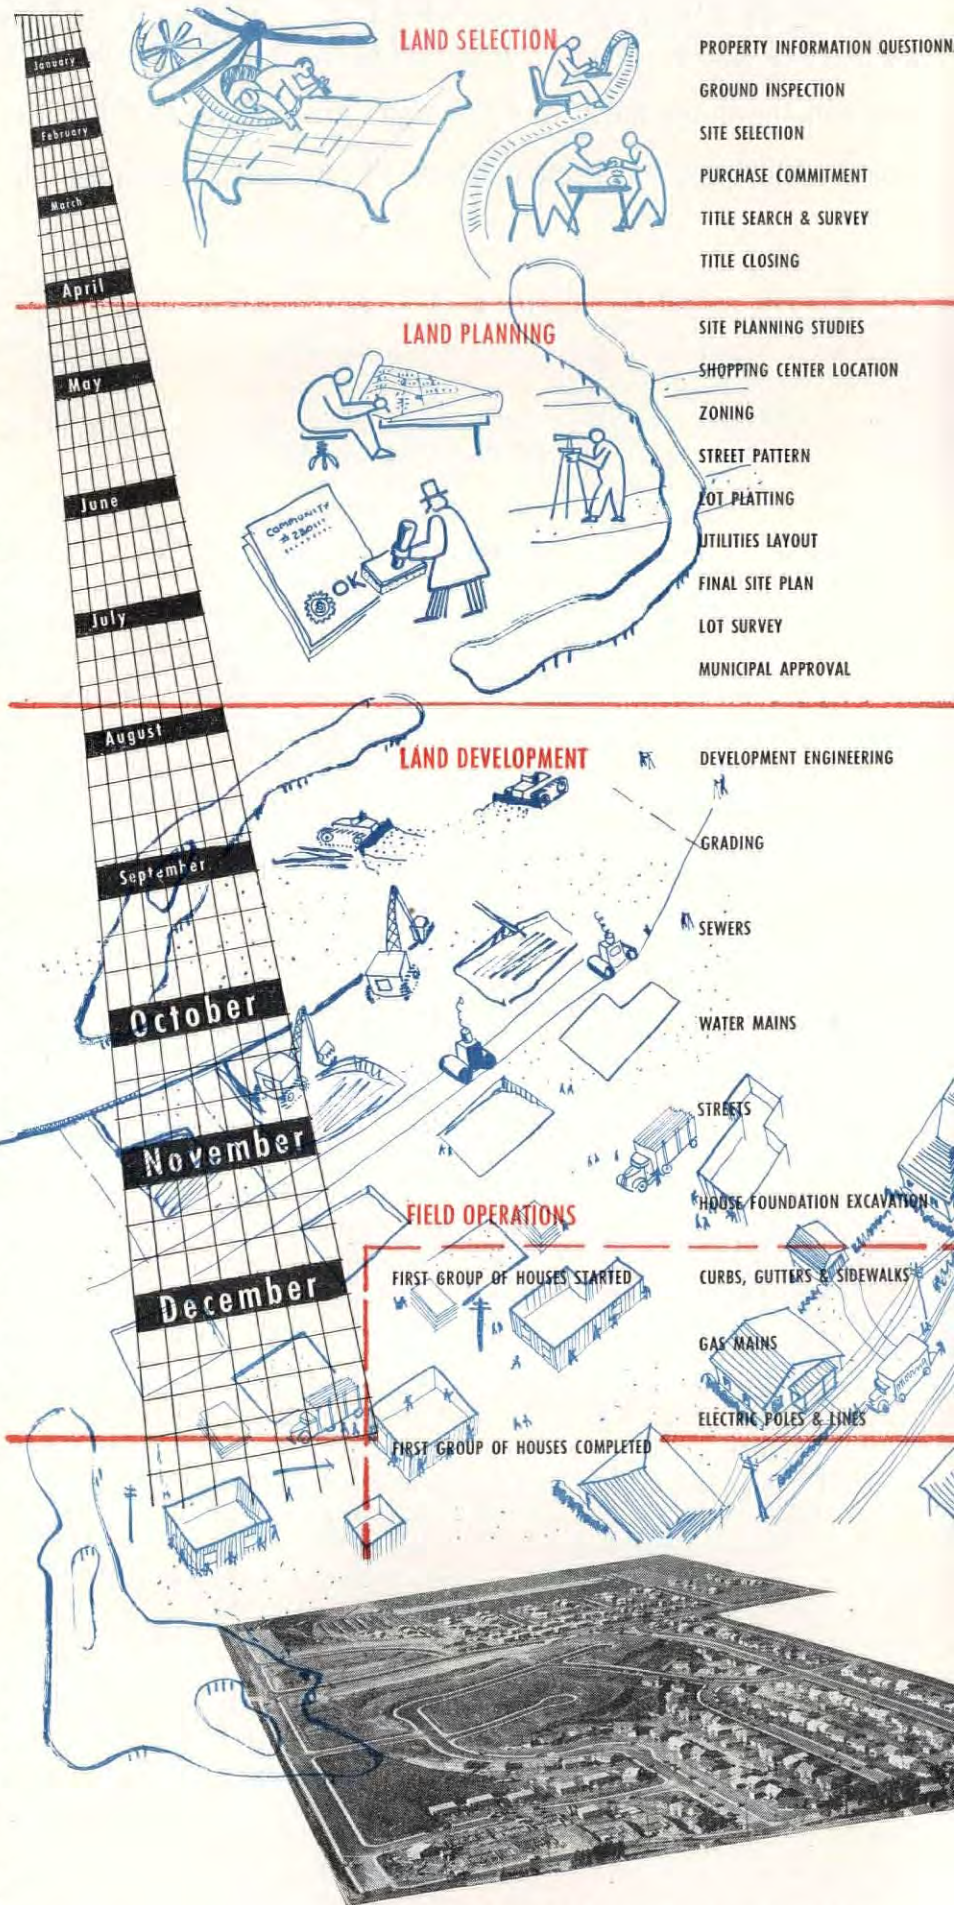 January
February
March
April
May
June
July
August
September
October
November
December
LAND SELECTION
PROPERTY INFORMATION QUESTIONN
GROUND INSPECTION
SITE SELECTION
PURCHASE COMMITMENT
TITLE SEARCH & SURVEY
TITLE CLOSING
LAND PLANNING
COMMUNITY
OK
SITE PLANNING STUDIES
SHOPPING CENTER LOCATION
ZONING
STREET PATTERN
LOT PLATTING
UTILITIES LAYOUT
FINAL SITE PLAN
LOT SURVEY
MUNICIPAL APPROVAL
LAND DEVELOPMENT
DEVELOPMENT ENGINEERING
GRADING
SEWERS
WATER MAINS
STREETS
HOUSE FOUNDATION EXCAVATION
CURBS, GUTTERS & SIDEWALKS
GAS MAINS
ELECTRIC POLES & LINES
FIELD OPERATIONS
FIRST GROUP OF HOUSES STARTED
FIRST GROUP OF HOUSES COMPLETED